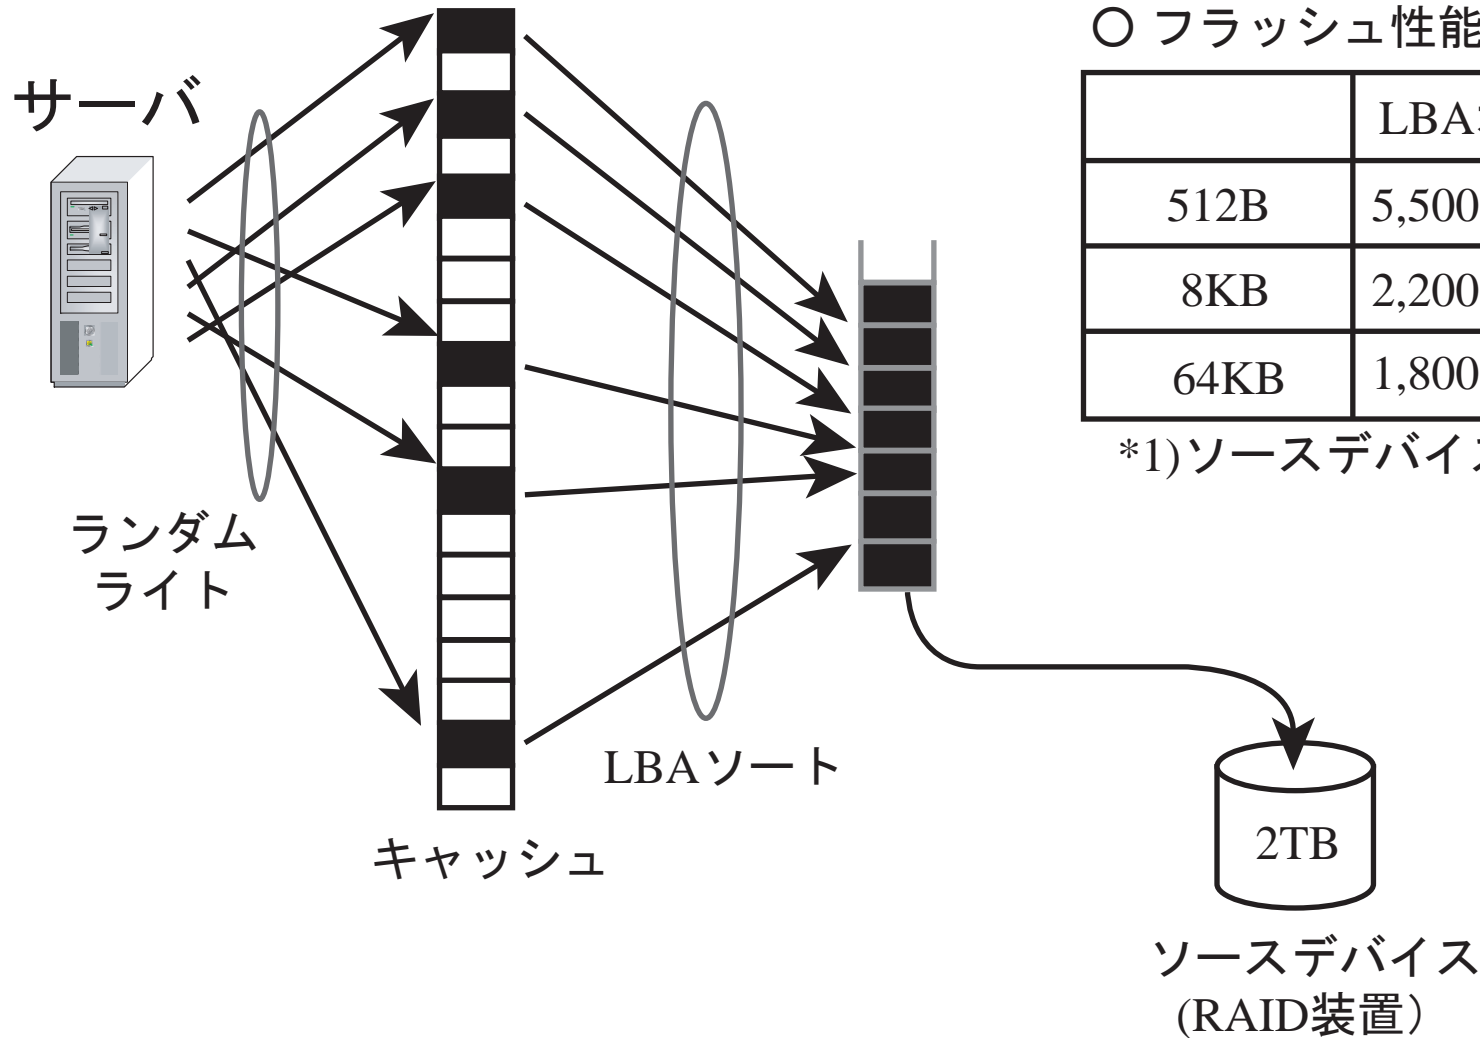 サーバ
ランダム
ライト
キャッシュ
LBAソート
○ フラッシュ性能
LBA
512B 5,500
8KB 2,200
64KB 1,800
*1)ソースデバイス
2TB
ソースデバイス
(RAID装置）